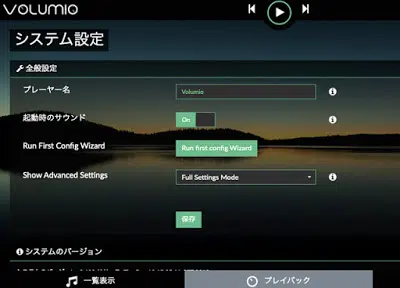 VOLUMIO
システム設定
全般設定
プレーヤー名
Volumio
起動時のサウンド
On
Run First Config Wizard
Run first config Wizard
Show Advanced Settings
Full Settings Mode
保存
システムのバージョン
一覧表示
プレイバック